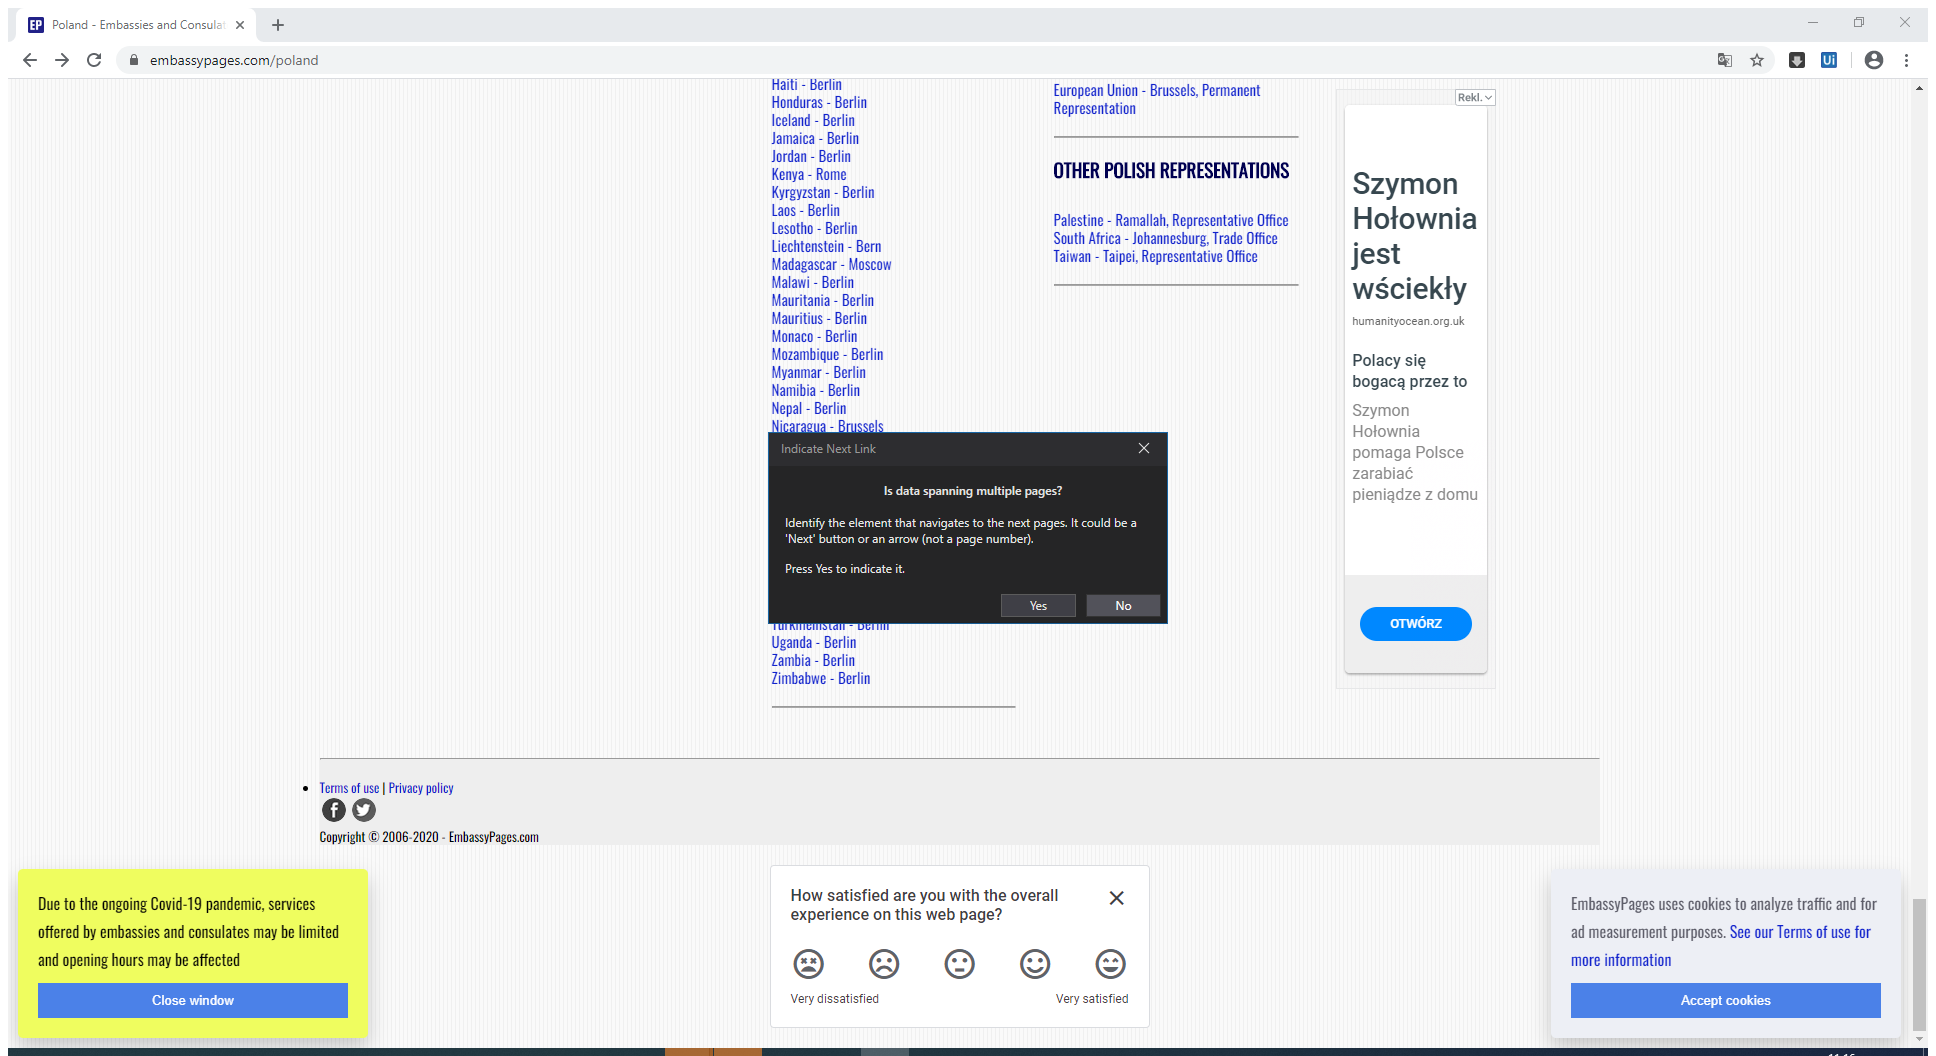 EP Poland - Embassies and Consulat
embassypages.com/poland
Ui
Haiti - Berlin
Honduras - Berlin
Iceland - Berlin
Jamaica - Berlin
Jordan - Berlin
Kenya - Rome
Kyrgyzstan - Berlin
Laos - Berlin
Lesotho - Berlin
Liechtenstein - Bern
Madagascar - Moscow
Malawi - Berlin
Mauritania - Berlin
Mauritius - Berlin
Monaco - Berlin
Mozambique - Berlin
Myanmar - Berlin
Namibia - Berlin
Nepal - Berlin
Nicaragua - Brussels
Indicate Next Link
Is data spanning multiple pages?
Identify the element that navigates to the next pages. It could be a
'Next' button or an arrow (not a page number).
Press Yes to indicate it.
Yes
No
Turkmenistan - Berlin
Uganda - Berlin
Zambia - Berlin
Zimbabwe - Berlin
European Union - Brussels, Permanent
Representation
OTHER POLISH REPRESENTATIONS
Palestine - Ramallah, Representative Office
South Africa - Johannesburg, Trade Office
Taiwan - Taipei, Representative Office
Rekl.
Szymon
Hołownia
jest
wściekły
humanityocean.org.uk
Polacy się
bogacą przez to
Szymon
Hołownia
pomaga Polsce
zarabiać
pieniądze z domu
OTWÓRZ
Terms of use | Privacy policy
Copyright © 2006-2020 - EmbassyPages.com
Due to the ongoing Covid-19 pandemic, services
offered by embassies and consulates may be limited
and opening hours may be affected
Close window
How satisfied are you with the overall
experience on this web page?
Very dissatisfied
Very satisfied
EmbassyPages uses cookies to analyze traffic and for
ad measurement purposes. See our Terms of use for
more information
Accept cookies